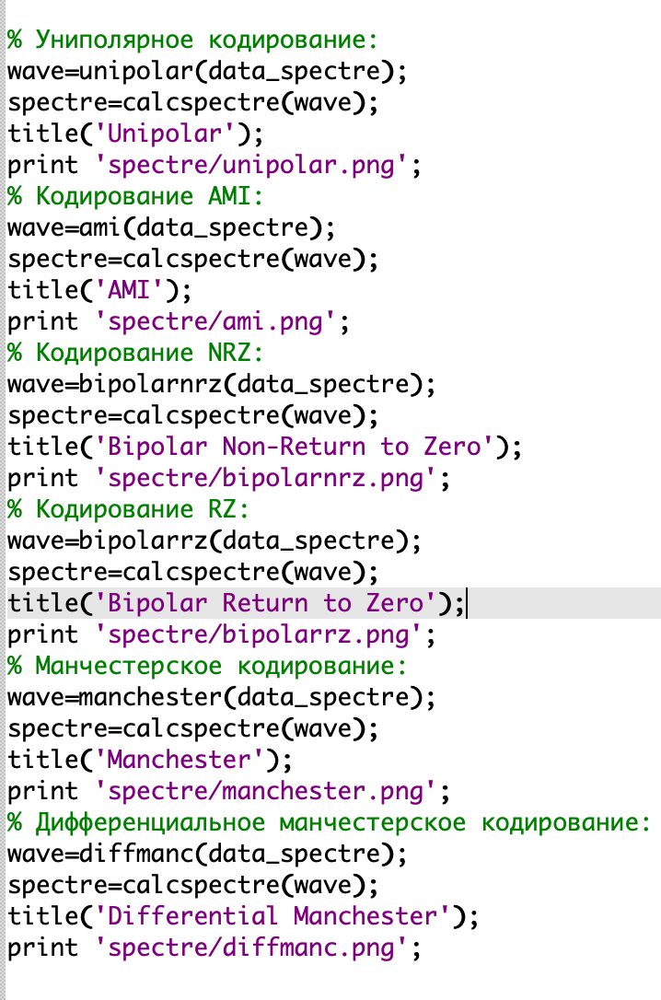 % Униполярное кодирование:
wave=unipolar(data_spectre);
spectre=calcspectre(wave);
title('Unipolar');
print 'spectre/unipolar.png';
% Кодирование AMI:
wave=ami(data_spectre);
spectre=calcspectre(wave);
title('AMI');
print 'spectre/ami.png';
% Кодирование NRZ:
wave=bipolarnrz(data_spectre);
spectre=calcspectre(wave);
title('Bipolar Non-Return to Zero');
print 'spectre/bipolarnrz.png';
% Кодирование RZ:
wave=bipolarrz(data_spectre);
spectre=calcspectre(wave);
title('Bipolar Return to Zero');
print 'spectre/bipolarrz.png';
% Манчестерское кодирование:
wave=manchester(data_spectre);
spectre=calcspectre(wave);
title('Manchester');
print 'spectre/manchester.png';
% Дифференциальное манчестерское кодирование:
wave=diffmanc(data_spectre);
spectre=calcspectre(wave);
title('Differential Manchester');
print 'spectre/diffmanc.png';